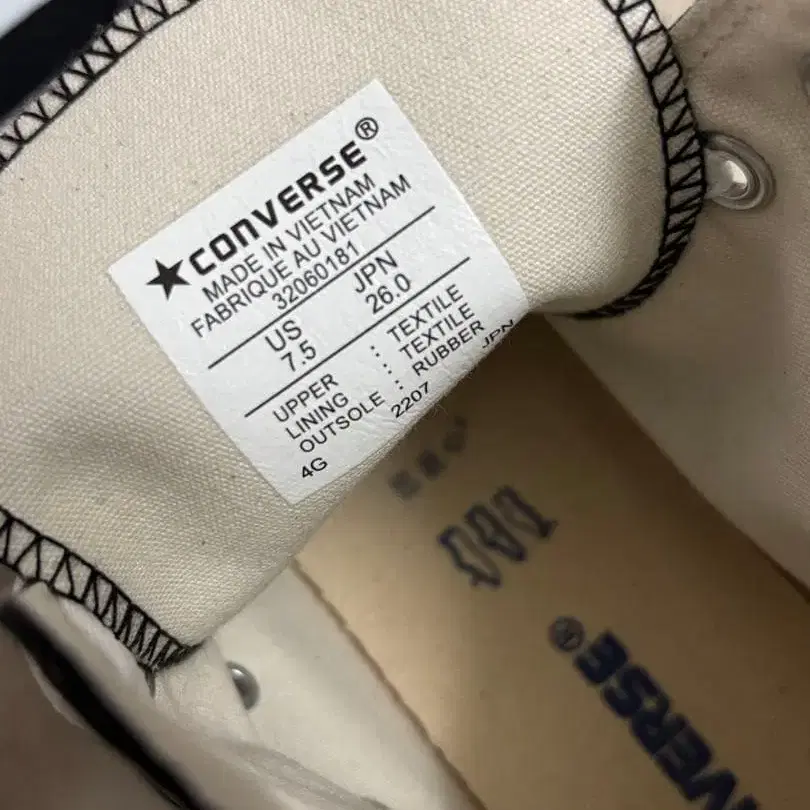 ★CONVERSE®
MADE IN VIETNAM
FABRIQUE AU VIETNAM
32060181
US JPN
7.5 26.0
UPPER : TEXTILE
LINING : TEXTILE
OUTSOLE : RUBBER
4G 2207 JPN
CONVERSE®